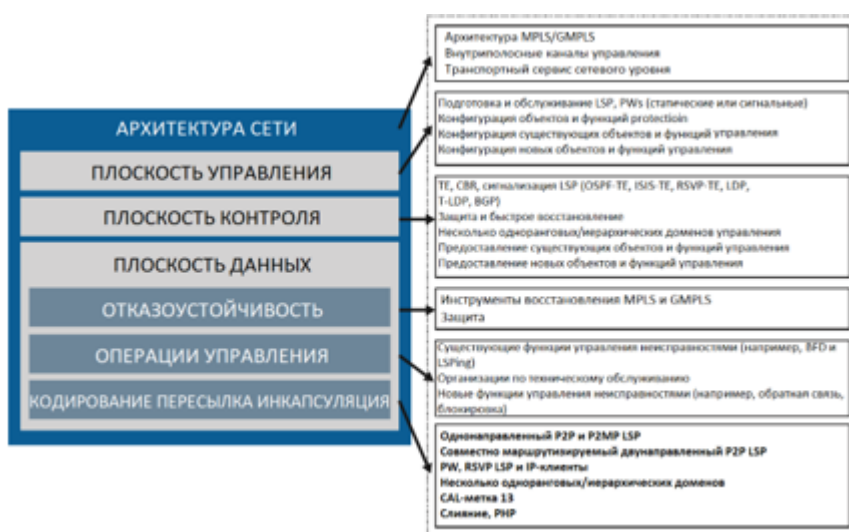 АРХИТЕКТУРА СЕТИ
ПЛОСКОСТЬ УПРАВЛЕНИЯ
ПЛОСКОСТЬ КОНТРОЛЯ
ПЛОСКОСТЬ ДАННЫХ
ОТКАЗОУСТОЙЧИВОСТЬ
ОПЕРАЦИИ УПРАВЛЕНИЯ
КОДИРОВАНИЕ ПЕРЕСЫЛКА ИНКАПСУЛЯЦИЯ
Архитектура MPLS/GMPLS
Внутриполосные каналы управления
Транспортный сервис сетевого уровня
Подготовка и обслуживание LSP, PWs (статические или сигнальные)
Конфигурация объектов и функций protectioin
Конфигурация существующих объектов и функций управления
Конфигурация новых объектов и функций управления
TE, CBR, сигнализация LSP (OSPF-TE, ISIS-TE, RSVP-TE, LDP,
T-LDP, BGP)
Защита и быстрое восстановление
Несколько одноранговых/иерархических доменов управления
Предоставление существующих объектов и функций управления
Предоставление новых объектов и функций управления
Инструменты восстановления MPLS и GMPLS
Защита
Существующие функции управления неисправностями (например, BFD и
LSPing)
Организации по техническому обслуживанию
Новые функции управления неисправностями (например, обратная связь,
блокировка)
Однонаправленный P2P и P2MP LSP
Совместно маршрутизируемый двунаправленный P2P LSP
PW, RSVP LSP и IP-клиенты
Несколько одноранговых/иерархических доменов
CAL-метка 13
Слияние, PHP